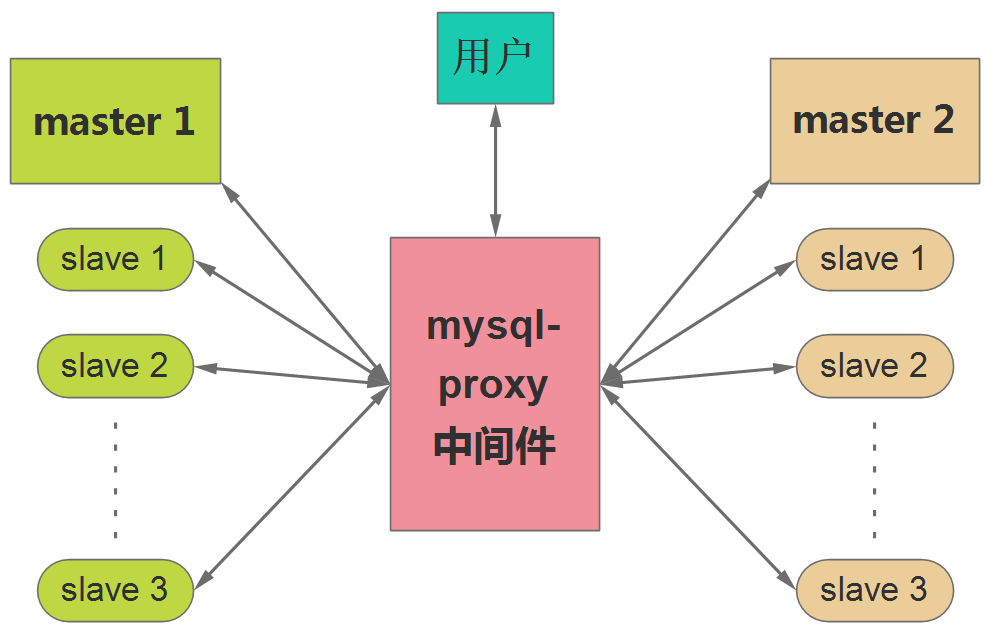 用户
master 1
slave 1
slave 2
slave 3
mysql-
proxy
中间件
master 2
slave 1
slave 2
slave 3